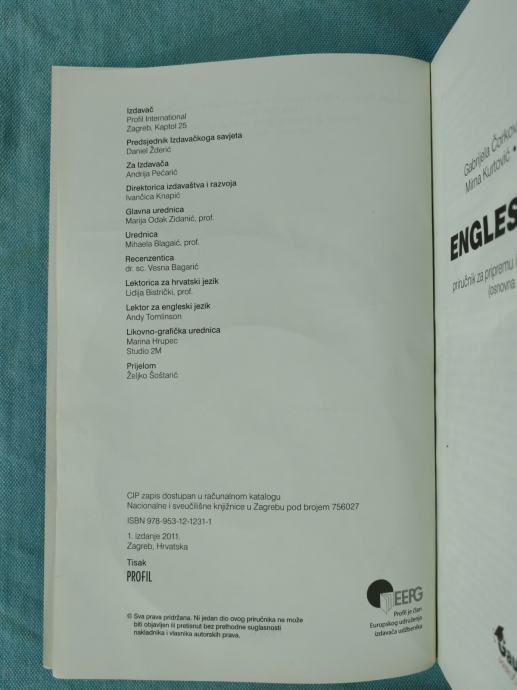 Izdavač
Profil International
Zagreb, Kaptol 25
Predsjednik Izdavačkoga savjeta
Daniel Žderić
Za Izdavača
Andrija Pećarić
Direktorica izdavaštva i razvoja
Ivančica Knapić
Glavna urednica
Marija Odak Zidanić, prof.
Urednica
Mihaela Blagaić, prof.
Recenzentica
dr. sc. Vesna Bagarić
Lektorica za hrvatski jezik
Lidija Bistrički, prof.
Lektor za engleski jezik
Andy Tomlinson
Likovno-grafička urednica
Marina Hrupec
Studio 2M
Prijelom
Željko Šoštarić
CIP zapis dostupan u računalnom katalogu
Nacionalne i sveučilišne knjižnice u Zagrebu pod brojem 756027
ISBN 978-953-12-1231-1
1. izdanje 2011.
Zagreb, Hrvatska
Tisak
PROFIL
© Sva prava pridržana. Ni jedan dio ovog priručnika ne može
biti objavljen ili pretisnut bez prethodne suglasnosti
nakladnika i vlasnika autorskih prava.
EEPG
Profil je član
Europskog udruženja
izdavača udžbenika
Gabrijela
Mirna Kurtović •
ENGLES
priručnik za pripremu
(osnovna